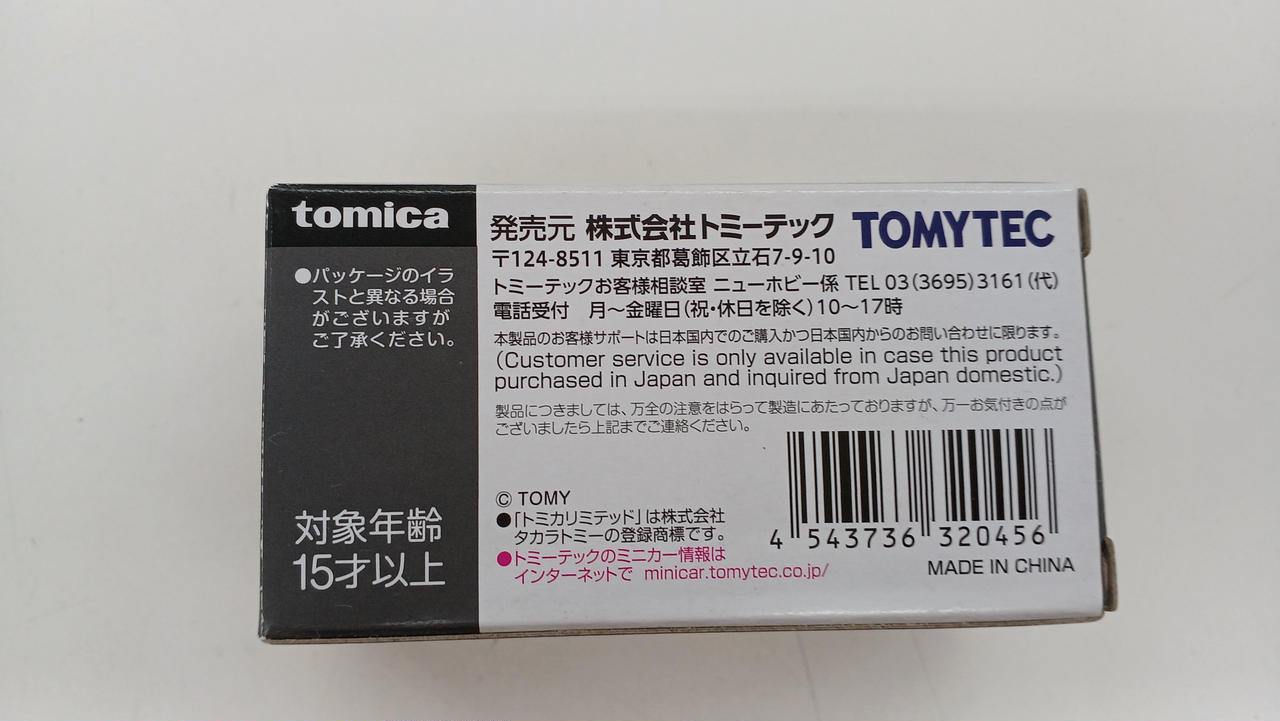 tomica
●パッケージのイラ
ストと異なる場合
がございますが
ご了承ください。
対象年齢
15才以上
発売元 株式会社トミーテック TOMYTEC
〒124-8511 東京都葛飾区立石7-9-10
トミーテックお客様相談室 ニューホビー係 TEL 03(3695)3161(代)
電話受付 月〜金曜日(祝・休日を除く)10〜17時
本製品のお客様サポートは日本国内でのご購入かつ日本国内からのお問い合わせに限ります。
(Customer service is only available in case this product
purchased in Japan and inquired from Japan domestic.)
製品につきましては、万全の注意をはらって製造にあたっておりますが、万一お気付きの点が
ございましたら上記までご連絡ください。
© TOMY
●「トミカリミテッド」は株式会社
タカラトミーの登録商標です。
●トミーテックのミニカー情報は
インターネットで minicar.tomytec.co.jp/
4 543736 320456
MADE IN CHINA